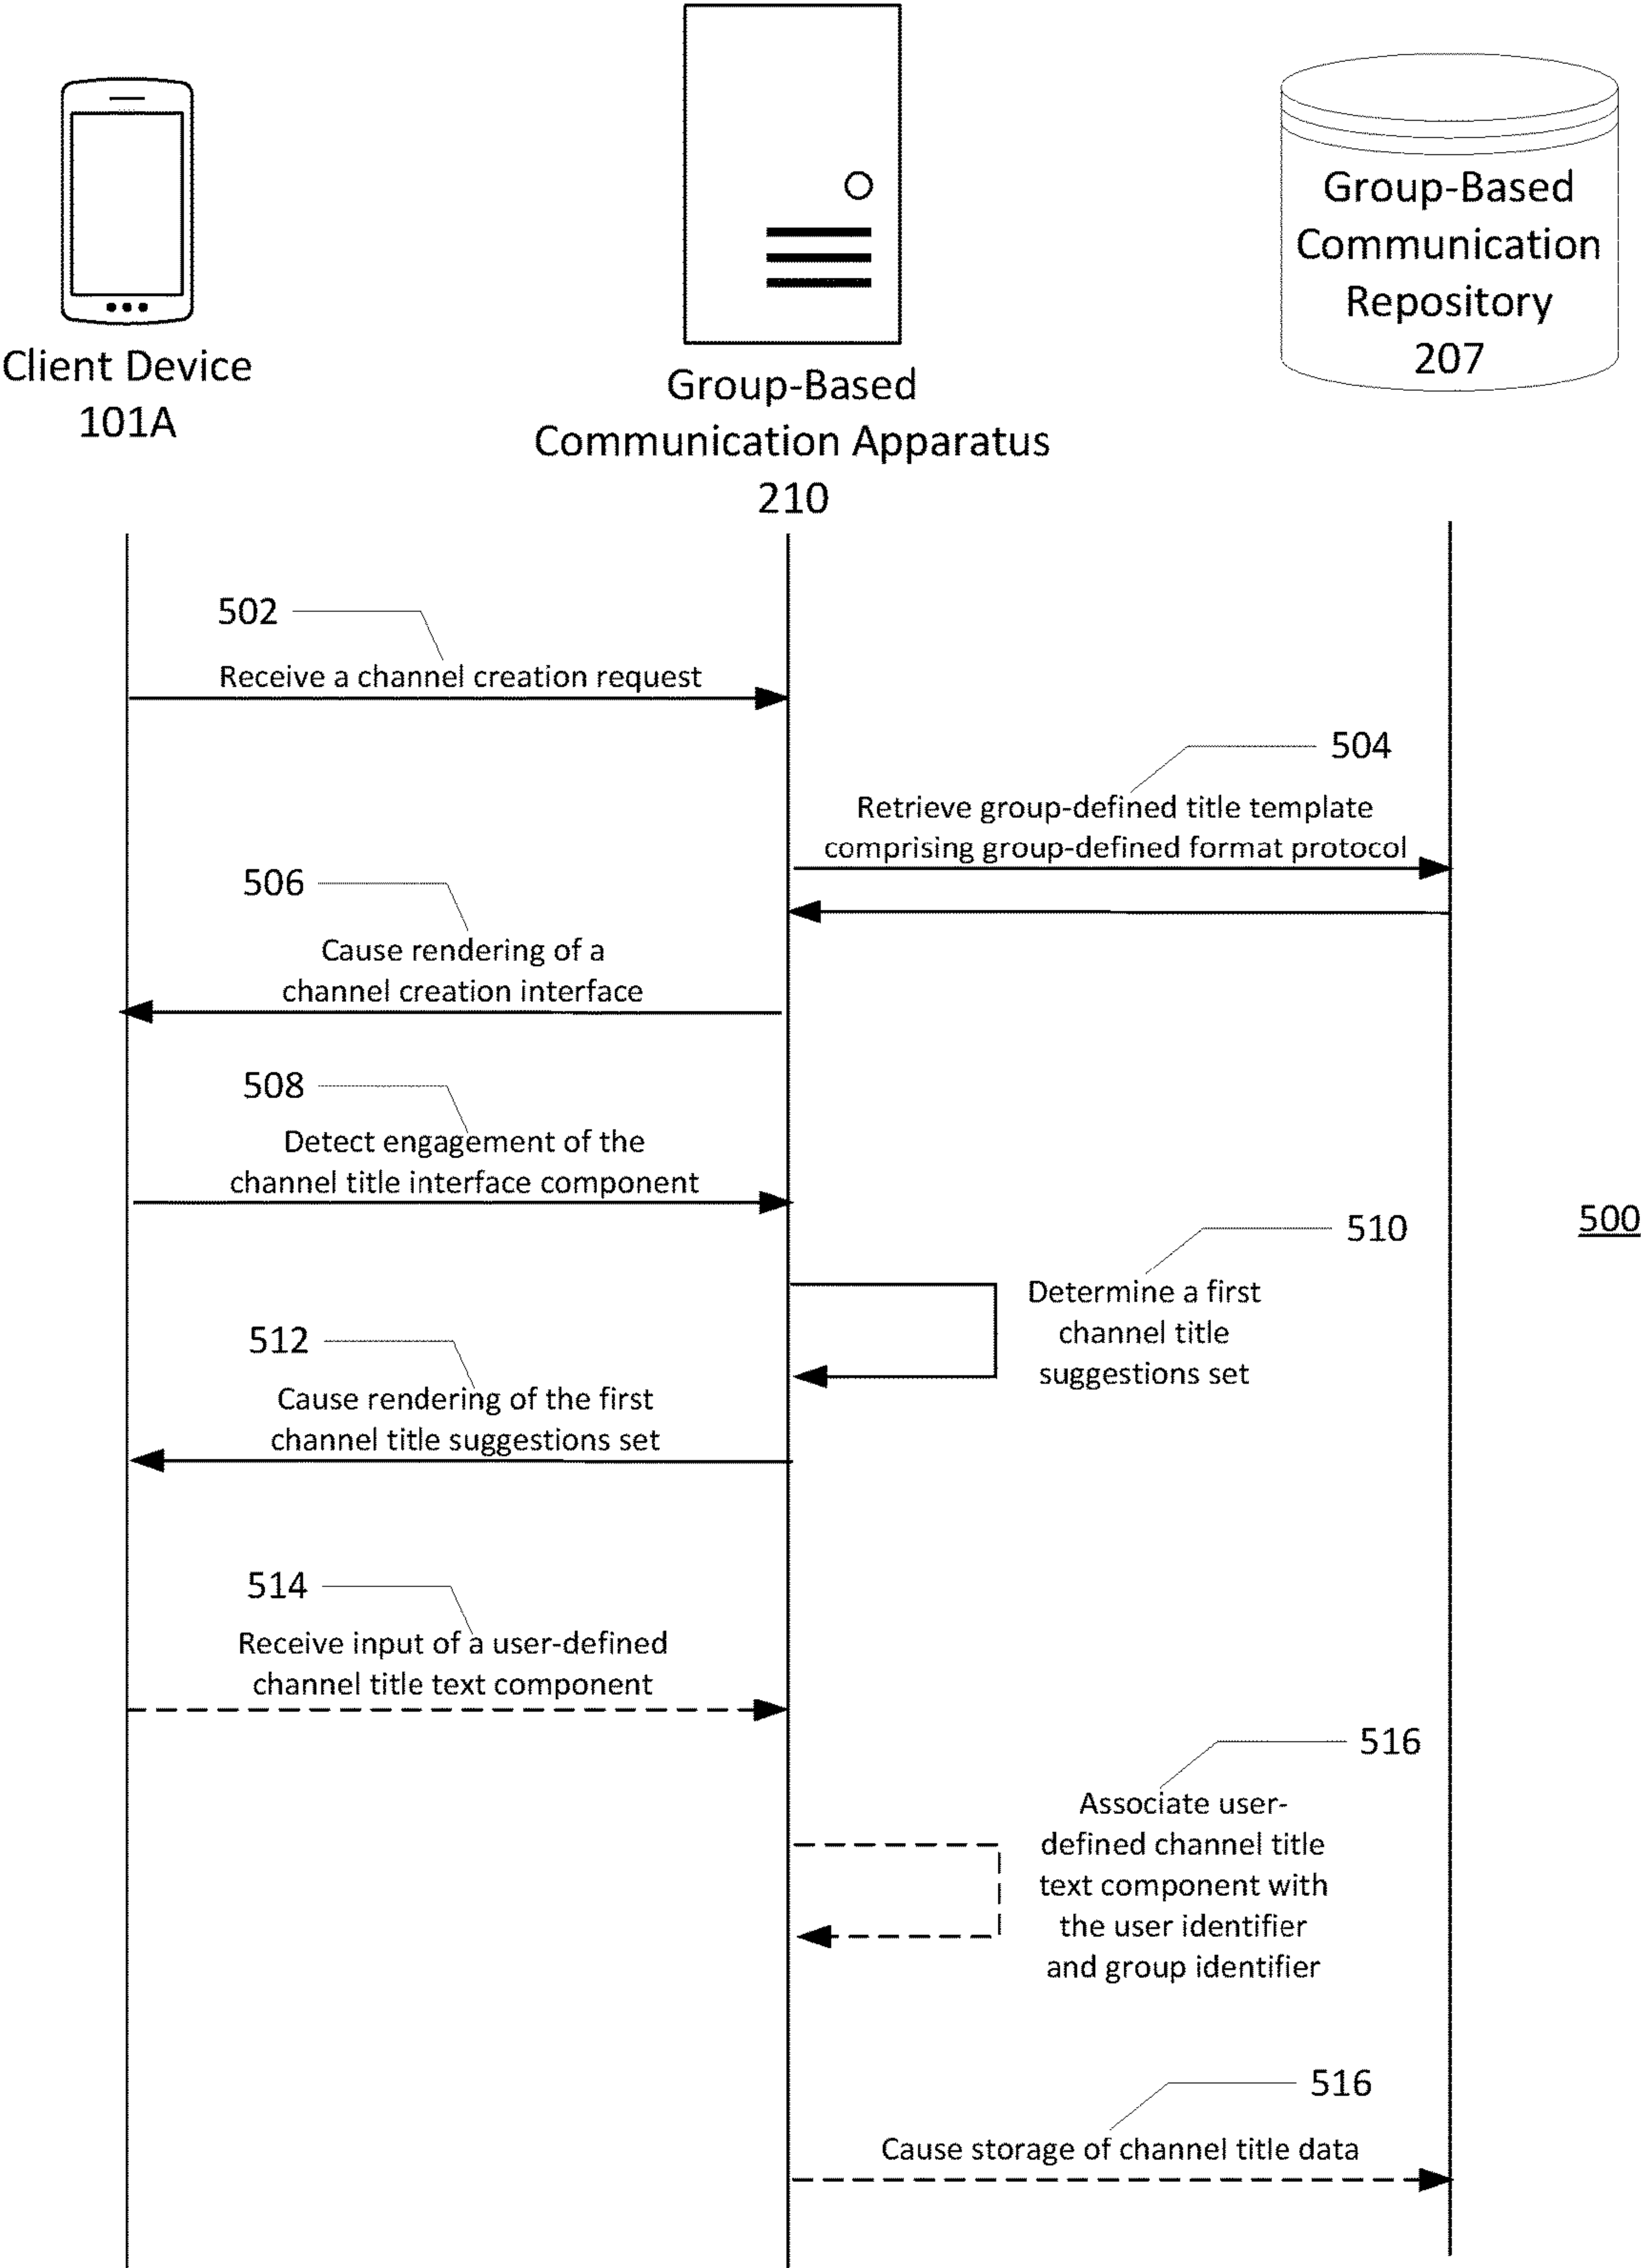 Client Device
101A
Group-Based
Communication Apparatus
210
Group-Based
Communication
Repository
207
502
Receive a channel creation request
504
Retrieve group-defined title template
comprising group-defined format protocol
506
Cause rendering of a
channel creation interface
508
Detect engagement of the
channel title interface component
500
510
Determine a first
channel title
suggestions set
512
Cause rendering of the first
channel title suggestions set
514
Receive input of a user-defined
channel title text component
516
Associate user-
defined channel title
text component with
the user identifier
and group identifier
516
Cause storage of channel title data